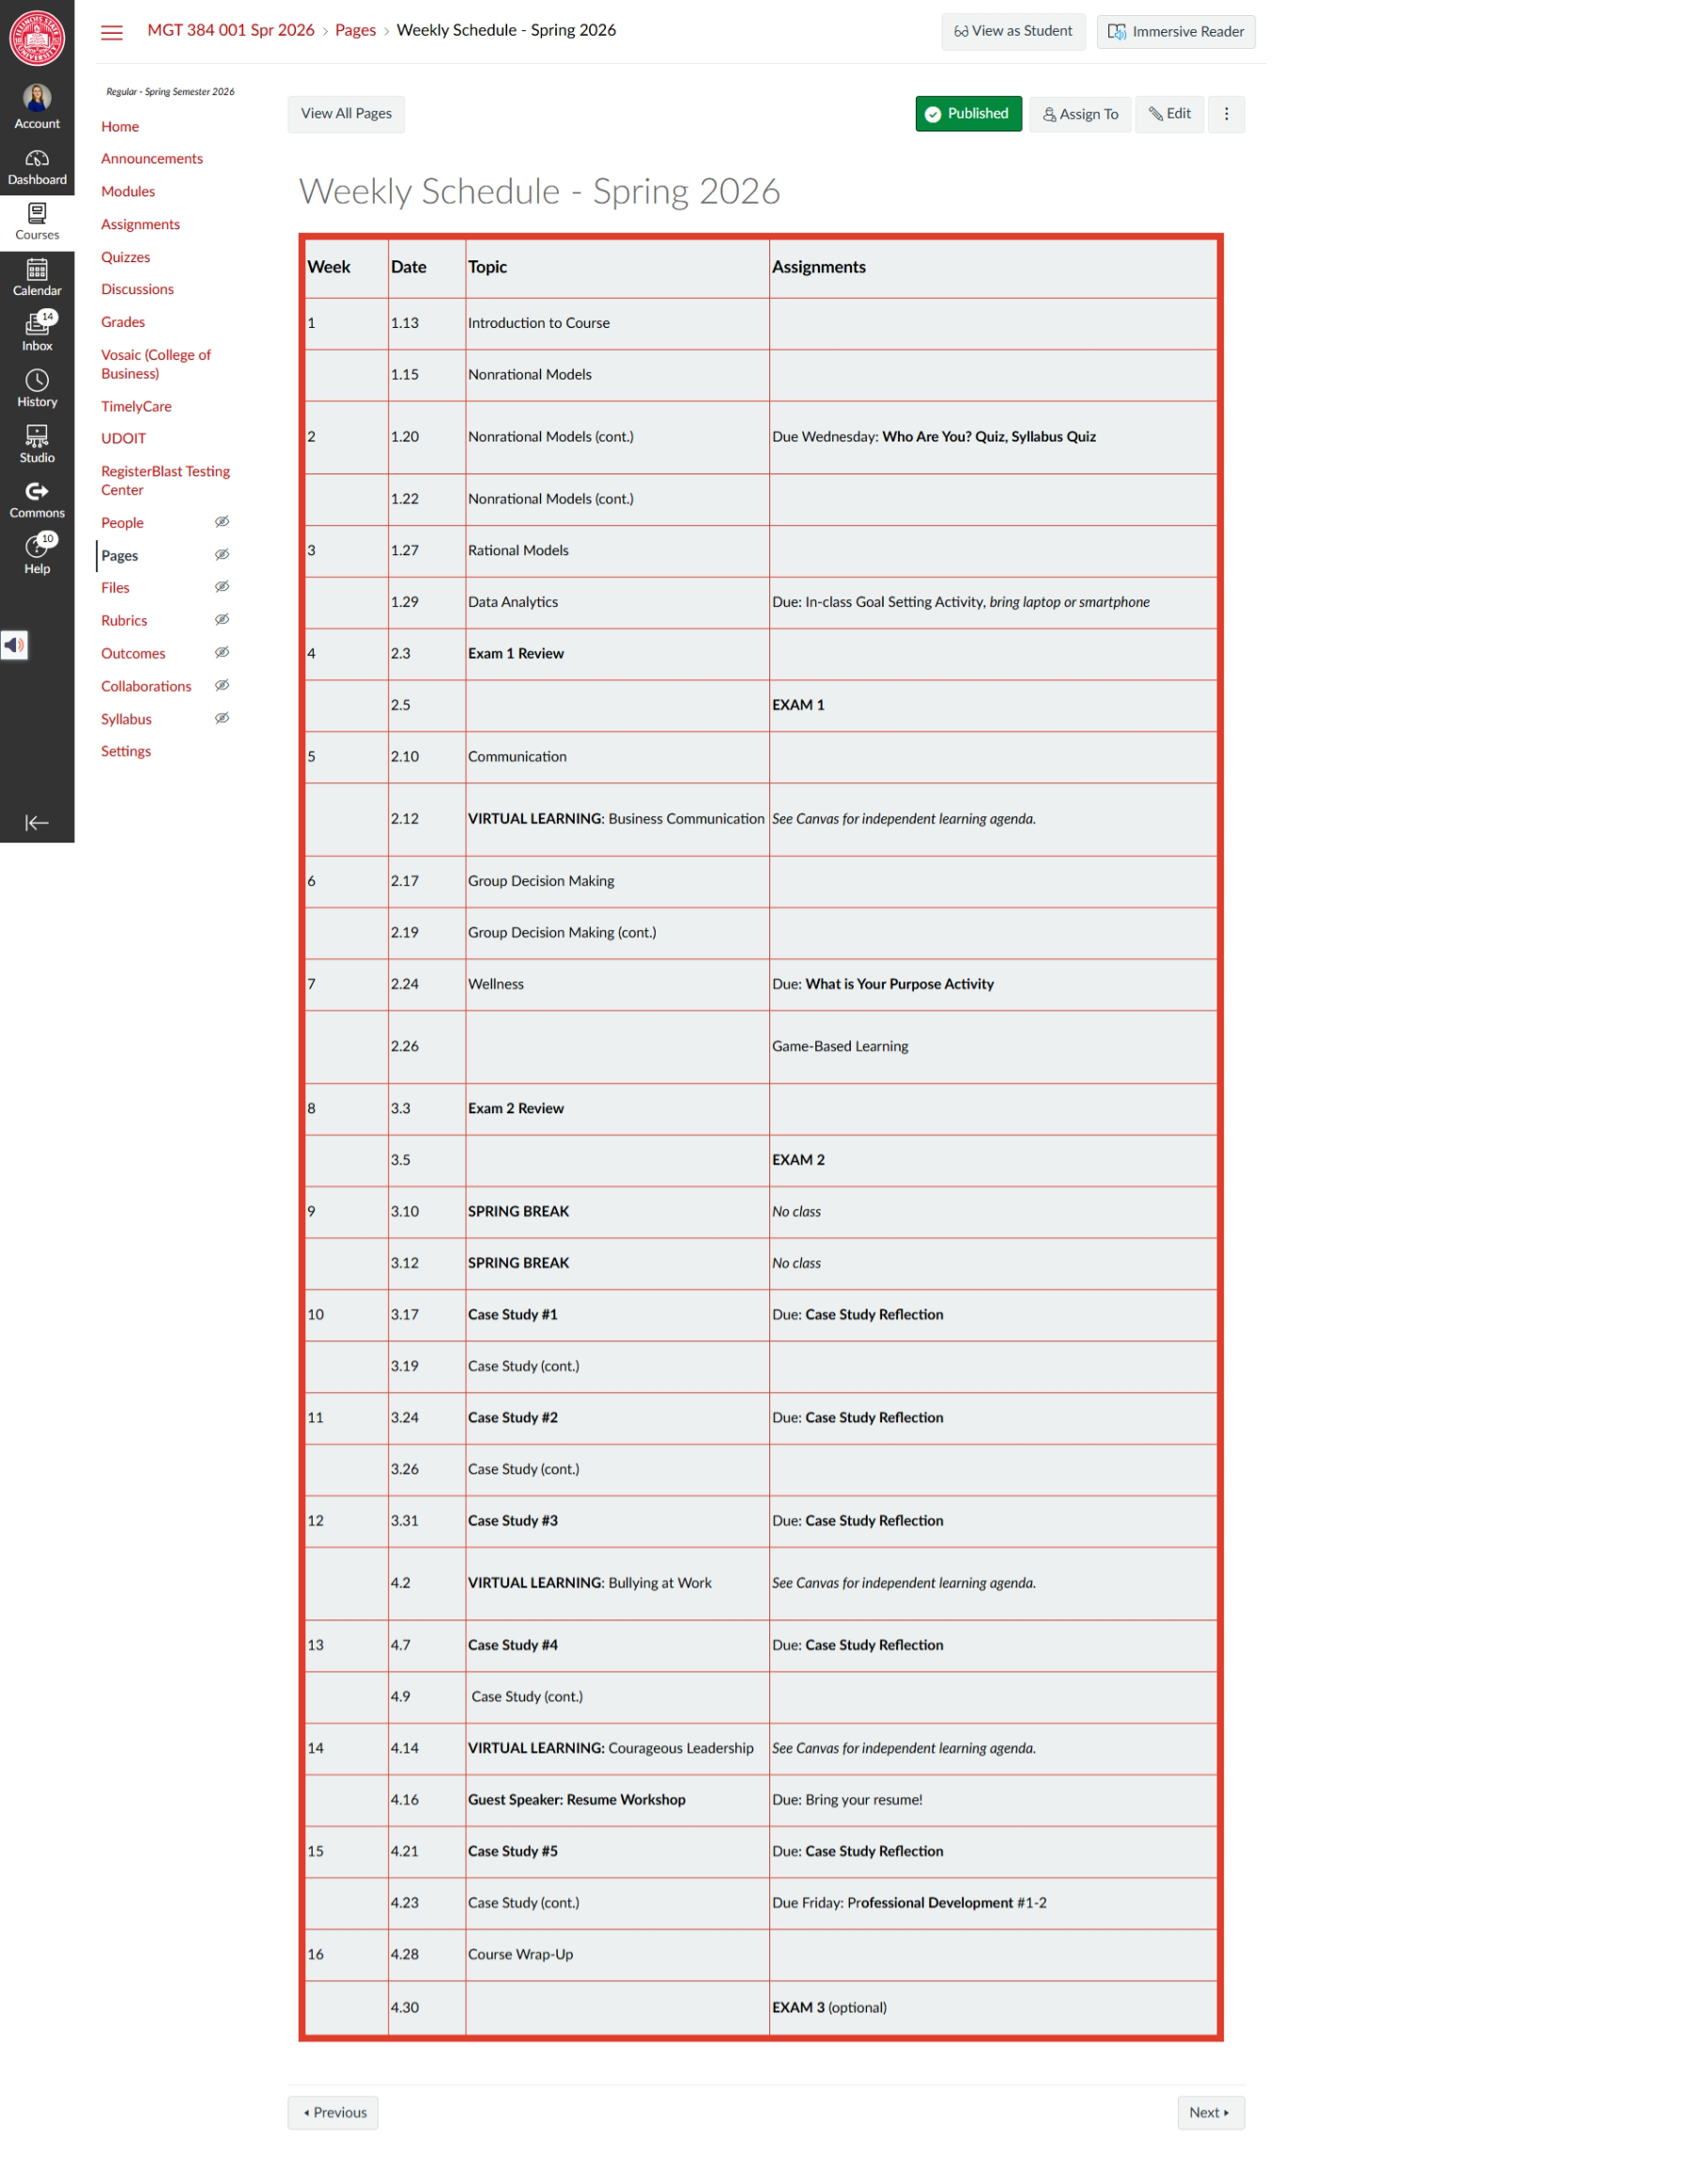 MGT 384 001 Spr 2026 › Pages › Weekly Schedule - Spring 2026
View as Student
Immersive Reader
Account
Dashboard
Courses
Calendar
14
Inbox
History
Studio
Commons
10
Help
Regular - Spring Semester 2026
Home
Announcements
Modules
Assignments
Quizzes
Discussions
Grades
Vosaic (College of
Business)
TimelyCare
UDOIT
RegisterBlast Testing
Center
People
Pages
Files
Rubrics
Outcomes
Collaborations
Syllabus
Settings
View All Pages
Published
Assign To
Edit
Weekly Schedule - Spring 2026
Week Date Topic Assignments
1 1.13 Introduction to Course
1.15 Nonrational Models
2 1.20 Nonrational Models (cont.) Due Wednesday: Who Are You? Quiz, Syllabus Quiz
1.22 Nonrational Models (cont.)
3 1.27 Rational Models
1.29 Data Analytics Due: In-class Goal Setting Activity, bring laptop or smartphone
4 2.3 Exam 1 Review
2.5 EXAM 1
5 2.10 Communication
2.12 VIRTUAL LEARNING: Business Communication See Canvas for independent learning agenda.
6 2.17 Group Decision Making
2.19 Group Decision Making (cont.)
7 2.24 Wellness Due: What is Your Purpose Activity
2.26 Game-Based Learning
8 3.3 Exam 2 Review
3.5 EXAM 2
9 3.10 SPRING BREAK No class
3.12 SPRING BREAK No class
10 3.17 Case Study #1 Due: Case Study Reflection
3.19 Case Study (cont.)
11 3.24 Case Study #2 Due: Case Study Reflection
3.26 Case Study (cont.)
12 3.31 Case Study #3 Due: Case Study Reflection
4.2 VIRTUAL LEARNING: Bullying at Work See Canvas for independent learning agenda.
13 4.7 Case Study #4 Due: Case Study Reflection
4.9 Case Study (cont.)
14 4.14 VIRTUAL LEARNING: Courageous Leadership See Canvas for independent learning agenda.
4.16 Guest Speaker: Resume Workshop Due: Bring your resume!
15 4.21 Case Study #5 Due: Case Study Reflection
4.23 Case Study (cont.) Due Friday: Professional Development #1-2
16 4.28 Course Wrap-Up
4.30 EXAM 3 (optional)
Previous
Next